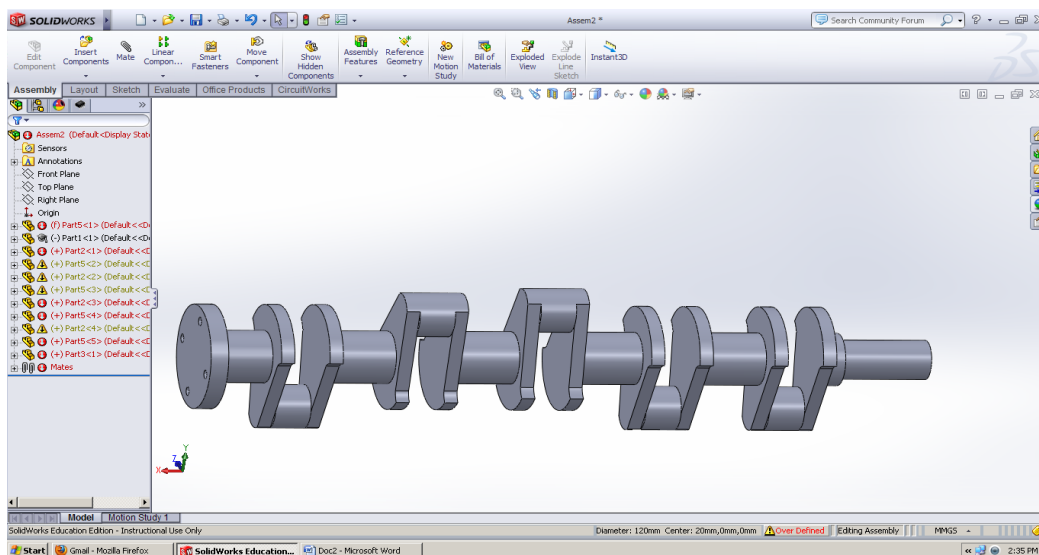 SOLIDWORKS
Assem2 *
Search Community Forum
Edit Component
Insert Components
Mate
Linear Compon...
Smart Fasteners
Move Component
Show Hidden Components
Assembly Features
Reference Geometry
New Motion Study
Bill of Materials
Exploded View
Explode Line Sketch
Instant3D
Assembly Layout Sketch Evaluate Office Products CircuitWorks
Assem2 (Default<Display Stat
Sensors
Annotations
Front Plane
Top Plane
Right Plane
Origin
(f) Part5<1> (Default<<D
(-) Part1<1> (Default<<D
(+) Part2<1> (Default<<D
(+) Part5<2> (Default<<D
(+) Part2<2> (Default<<D
(+) Part5<3> (Default<<D
(+) Part2<3> (Default<<D
(+) Part5<4> (Default<<D
(+) Part2<4> (Default<<D
(+) Part5<5> (Default<<D
(+) Part3<1> (Default<<D
Mates
Y
Z
X
Model Motion Study 1
SolidWorks Education Edition - Instructional Use Only
Diameter: 120mm Center: 20mm,0mm,0mm Over Defined Editing Assembly MMGS
Start Gmail - Mozilla Firefox SolidWorks Education... Doc2 - Microsoft Word 2:35 PM